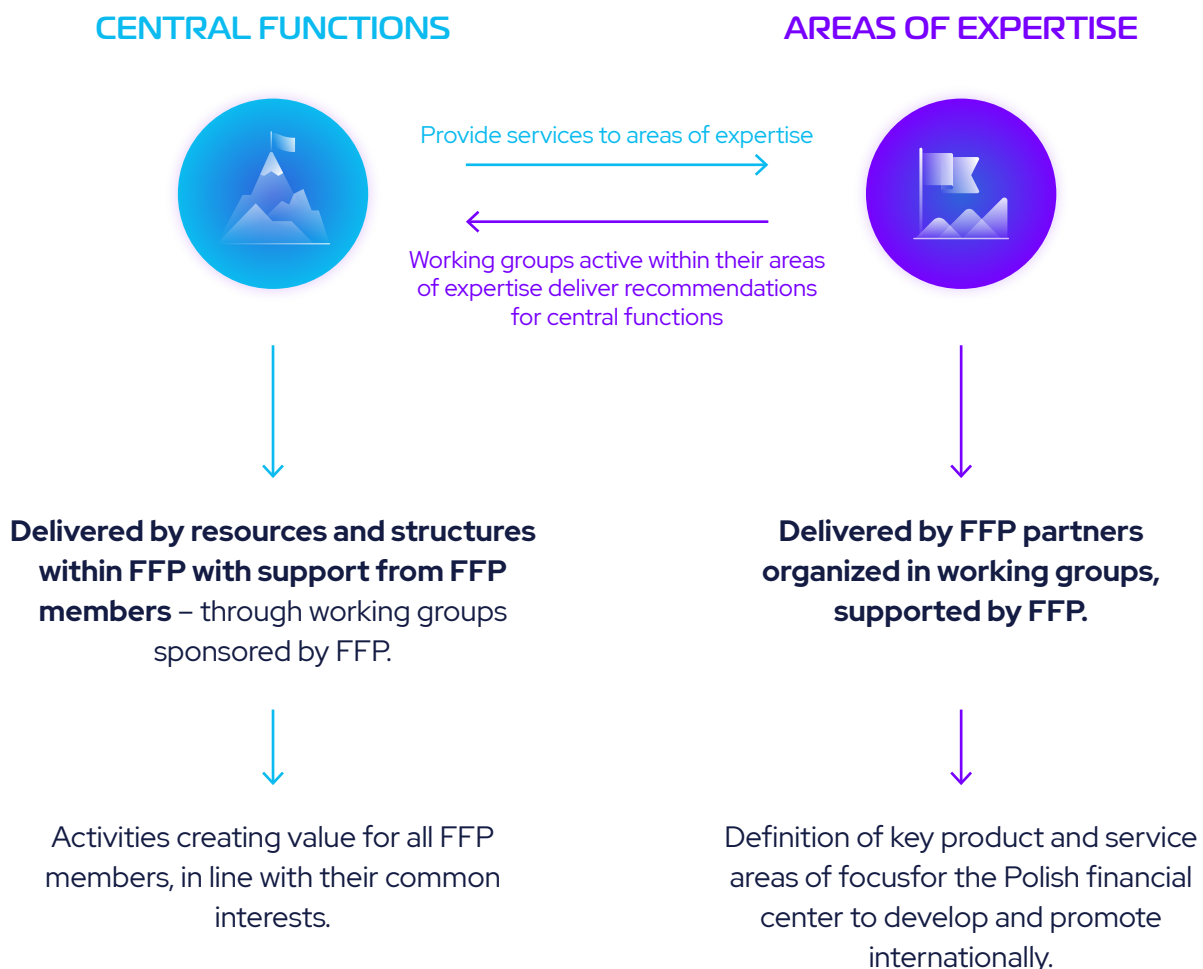 CENTRAL FUNCTIONS
AREAS OF EXPERTISE
Provide services to areas of expertise
Working groups active within their areas
of expertise deliver recommendations
for central functions
Delivered by resources and structures
within FFP with support from FFP
members – through working groups
sponsored by FFP.
Delivered by FFP partners
organized in working groups,
supported by FFP.
Activities creating value for all FFP
members, in line with their common
interests.
Definition of key product and service
areas of focusfor the Polish financial
center to develop and promote
internationally.